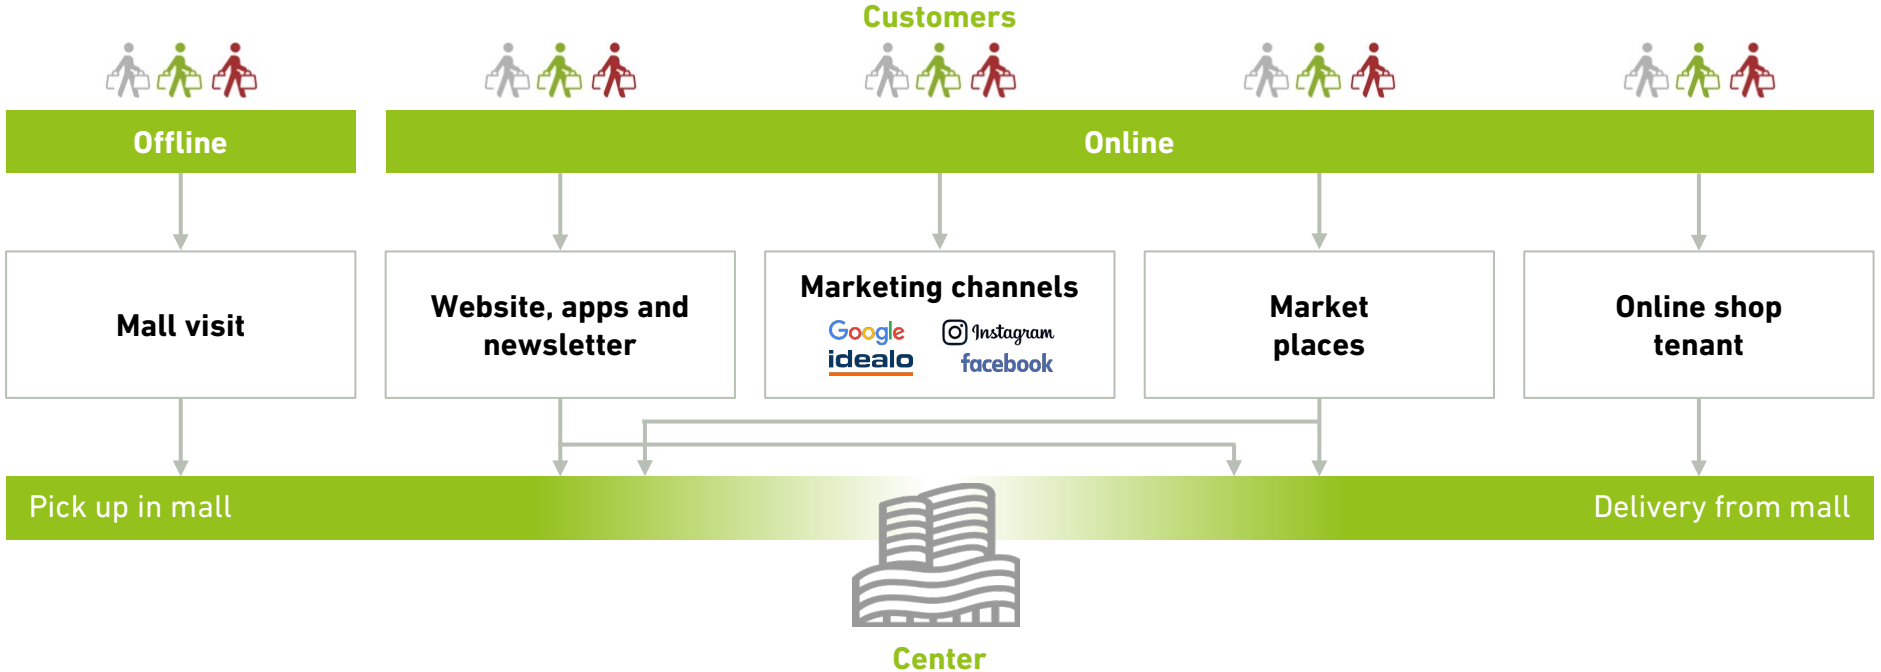 Customers
Offline
Online
Mall visit
Website, apps and
newsletter
Marketing channels
Google
Instagram
idealo
facebook
Market
places
Online shop
tenant
Pick up in mall
Delivery from mall
Center